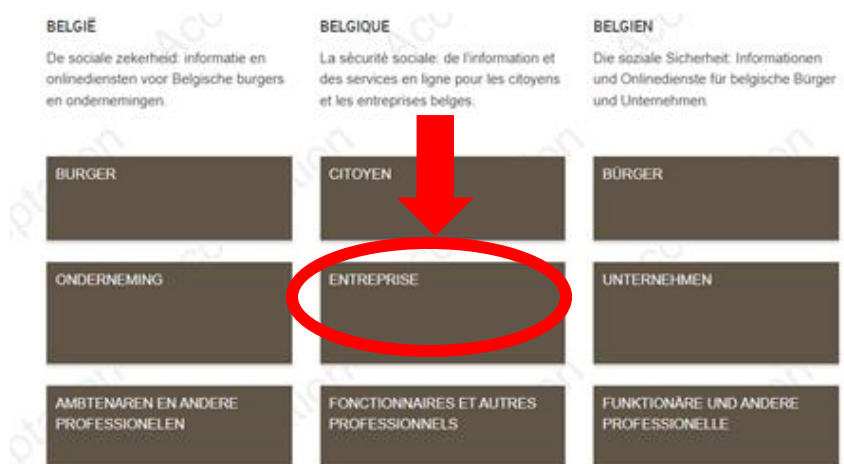 BELGIË
De sociale zekerheid: informatie en
onlinediensten voor Belgische burgers
en ondernemingen.
BURGER
ONDERNEMING
AMBTENAREN EN ANDERE
PROFESSIONELEN
BELGIQUE
La sécurité sociale: de l'information et
des services en ligne pour les citoyens
et les entreprises belges.
CITOYEN
ENTREPRISE
FONCTIONNAIRES ET AUTRES
PROFESSIONNELS
BELGIEN
Die soziale Sicherheit: Informationen
und Onlinedienste für belgische Bürger
und Unternehmen.
BÜRGER
UNTERNEHMEN
FUNKTIONÄRE UND ANDERE
PROFESSIONELLE